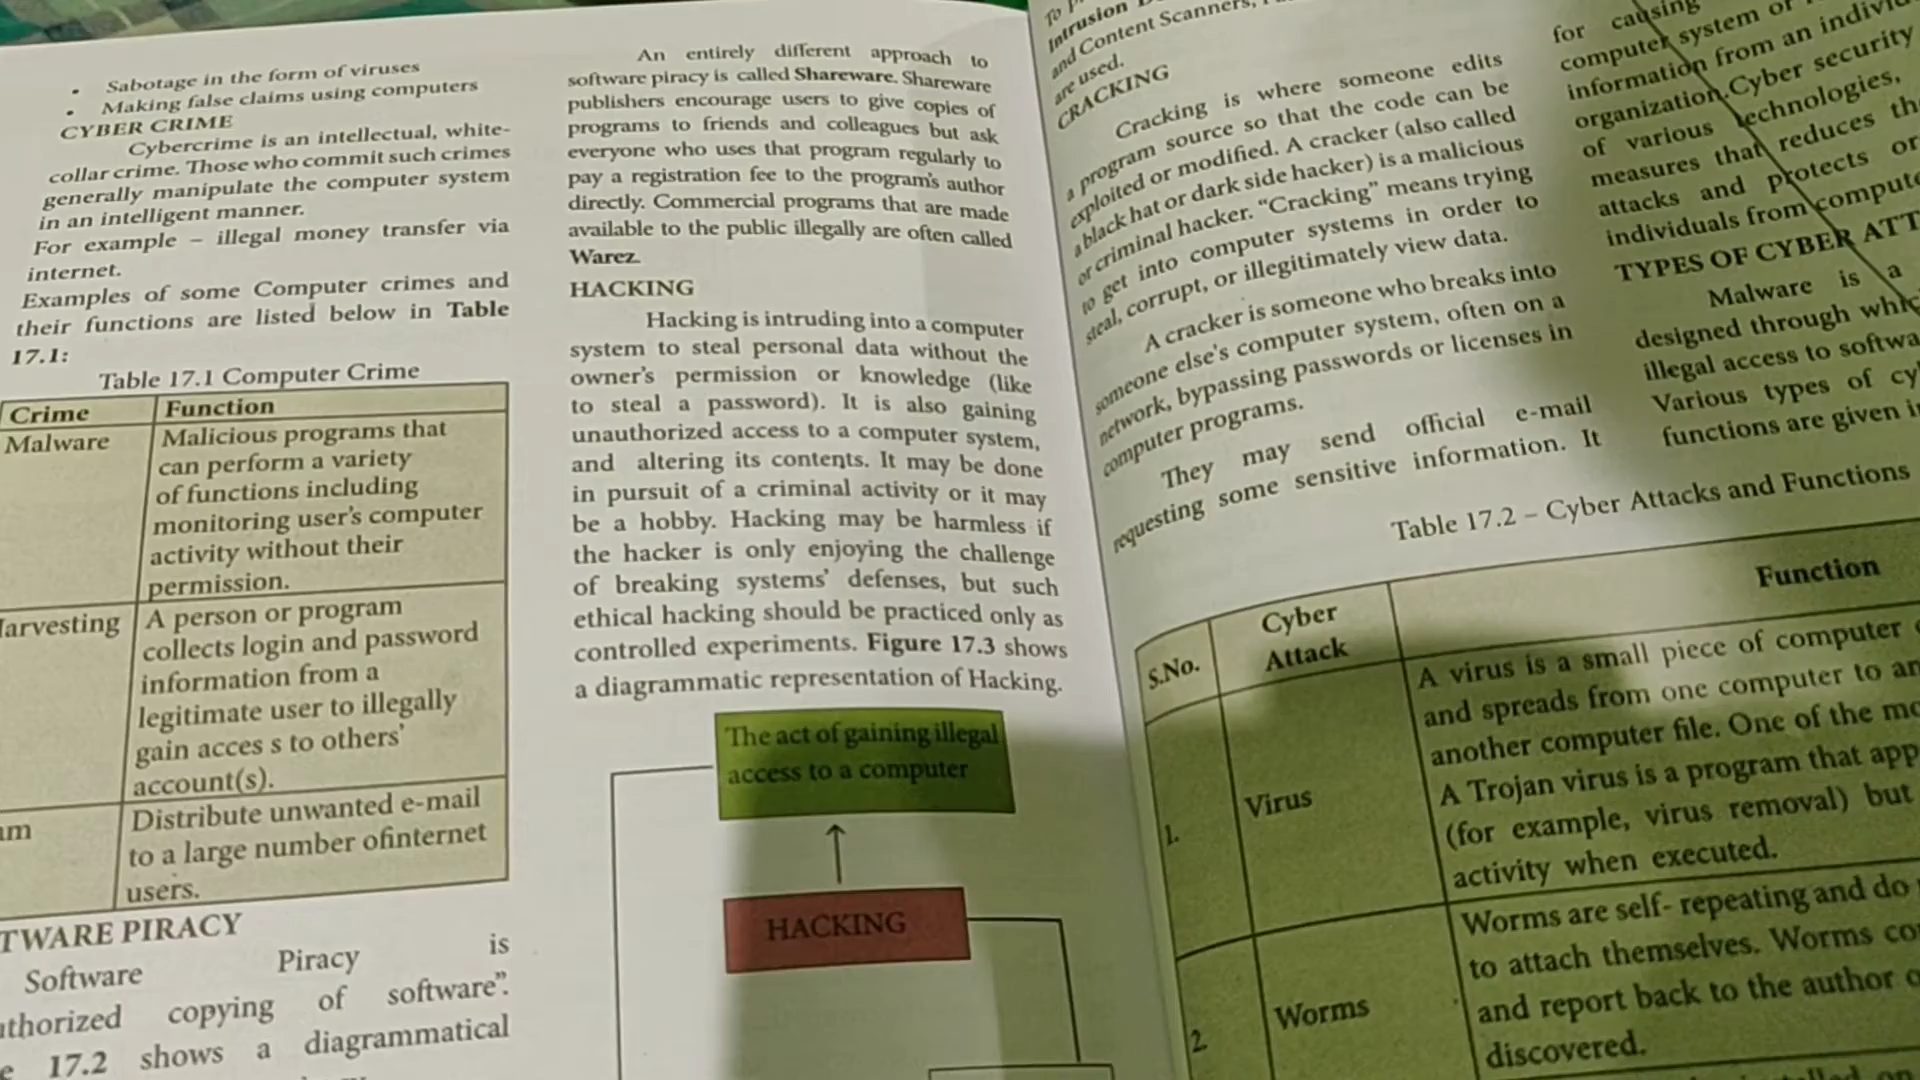 • Sabotage in the form of viruses
• Making false claims using computers
CYBER CRIME
Cybercrime is an intellectual, white-
collar crime. Those who commit such crimes
generally manipulate the computer system
in an intelligent manner.
For example – illegal money transfer via
internet.
Examples of some Computer crimes and
their functions are listed below in Table
17.1:
Table 17.1 Computer Crime
Crime Function
Malware Malicious programs that
can perform a variety
of functions including
monitoring user's computer
activity without their
permission.
Harvesting A person or program
collects login and password
information from a
legitimate user to illegally
gain acces s to others'
account(s).
Distribute unwanted e-mail
to a large number ofinternet
users.
TWARE PIRACY
Software Piracy is
copying of software”.
17.2 shows a diagrammatical
An entirely different approach to
software piracy is called Shareware. Shareware
publishers encourage users to give copies of
programs to friends and colleagues but ask
everyone who uses that program regularly to
pay a registration fee to the program's author
directly. Commercial programs that are made
available to the public illegally are often called
Warez.
HACKING
Hacking is intruding into a computer
system to steal personal data without the
owner's permission or knowledge (like
to steal a password). It is also gaining
unauthorized access to a computer system,
and altering its contents. It may be done
in pursuit of a criminal activity or it may
be a hobby. Hacking may be harmless if
the hacker is only enjoying the challenge
of breaking systems' defenses, but such
ethical hacking should be practiced only as
controlled experiments. Figure 17.3 shows
a diagrammatic representation of Hacking.
The act of gaining illegal
access to a computer
HACKING
To
Intrusion
and Content Scanners,
are used.
CRACKING
Cracking is where someone edits
a program source so that the code can be
exploited or modified. A cracker (also called
a black hat or dark side hacker) is a malicious
or criminal hacker. “Cracking” means trying
to get into computer systems in order to
steal, corrupt, or illegitimately view data.
A cracker is someone who breaks into
someone else's computer system, often on a
network, bypassing passwords or licenses in
computer programs.
They may send official e-mail
requesting some sensitive information. It
for causing
computer system or
information from an
organization.Cyber security
of various technologies,
measures that reduces
attacks and protects
individuals from
TYPES OF CYBER
Malware is a
designed through
illegal access to
Various types of
functions are given
Table 17.2 – Cyber Attacks and Functions
S.No. Cyber Attack Function
1. Virus A virus is a small piece of computer
and spreads from one computer to
another computer file. One of the
A Trojan virus is a program that
(for example, virus removal) but
activity when executed.
2. Worms Worms are self- repeating and do
to attach themselves. Worms
and report back to the author
discovered.